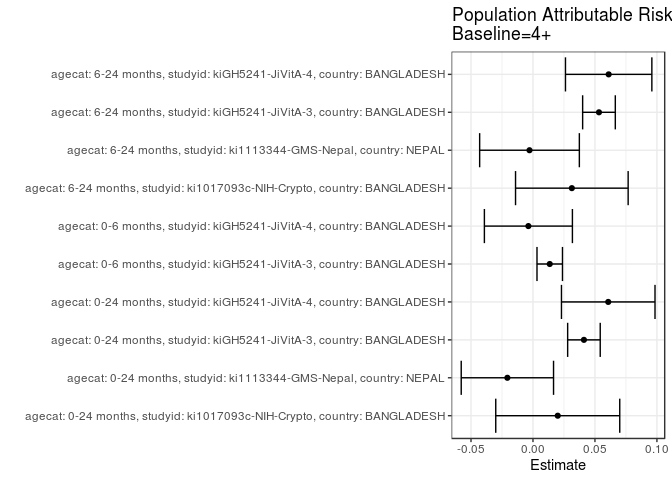 Population Attributable Risk
Baseline=4+
agecat: 6-24 months, studyid: kiGH5241-JiVitA-4, country: BANGLADESH
agecat: 6-24 months, studyid: kiGH5241-JiVitA-3, country: BANGLADESH
agecat: 6-24 months, studyid: ki1113344-GMS-Nepal, country: NEPAL
agecat: 6-24 months, studyid: ki1017093c-NIH-Crypto, country: BANGLADESH
agecat: 0-6 months, studyid: kiGH5241-JiVitA-4, country: BANGLADESH
agecat: 0-6 months, studyid: kiGH5241-JiVitA-3, country: BANGLADESH
agecat: 0-24 months, studyid: kiGH5241-JiVitA-4, country: BANGLADESH
agecat: 0-24 months, studyid: kiGH5241-JiVitA-3, country: BANGLADESH
agecat: 0-24 months, studyid: ki1113344-GMS-Nepal, country: NEPAL
agecat: 0-24 months, studyid: ki1017093c-NIH-Crypto, country: BANGLADESH
-0.05 0.00 0.05 0.10
Estimate